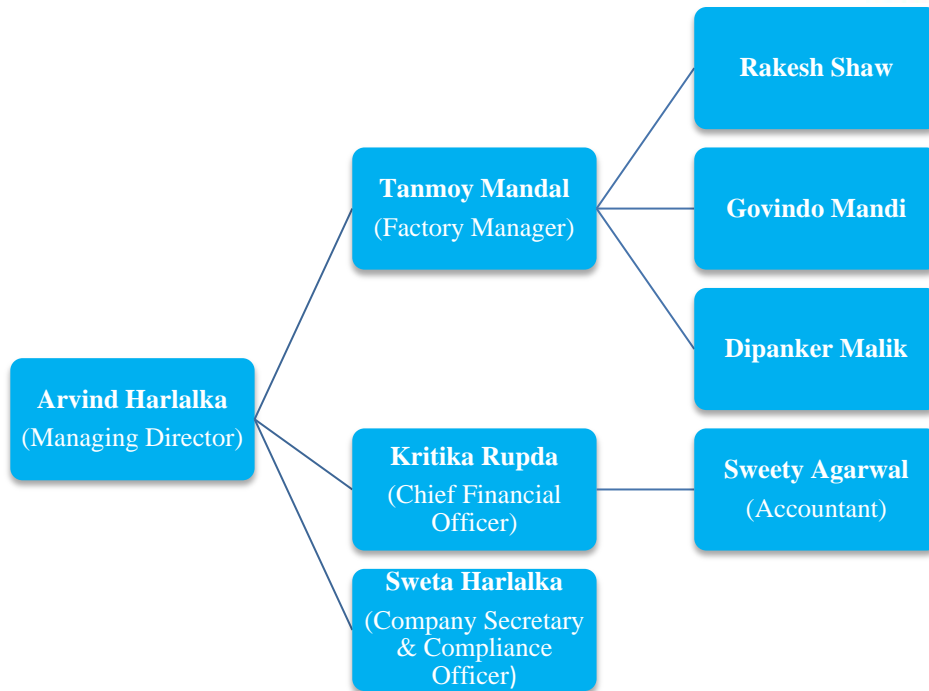 Rakesh Shaw
Tanmoy Mandal
(Factory Manager)
Govindo Mandi
Dipanker Malik
Arvind Harlalka
(Managing Director)
Kritika Rupda
(Chief Financial
Officer)
Sweety Agarwal
(Accountant)
Sweta Harlalka
(Company Secretary
& Compliance
Officer)